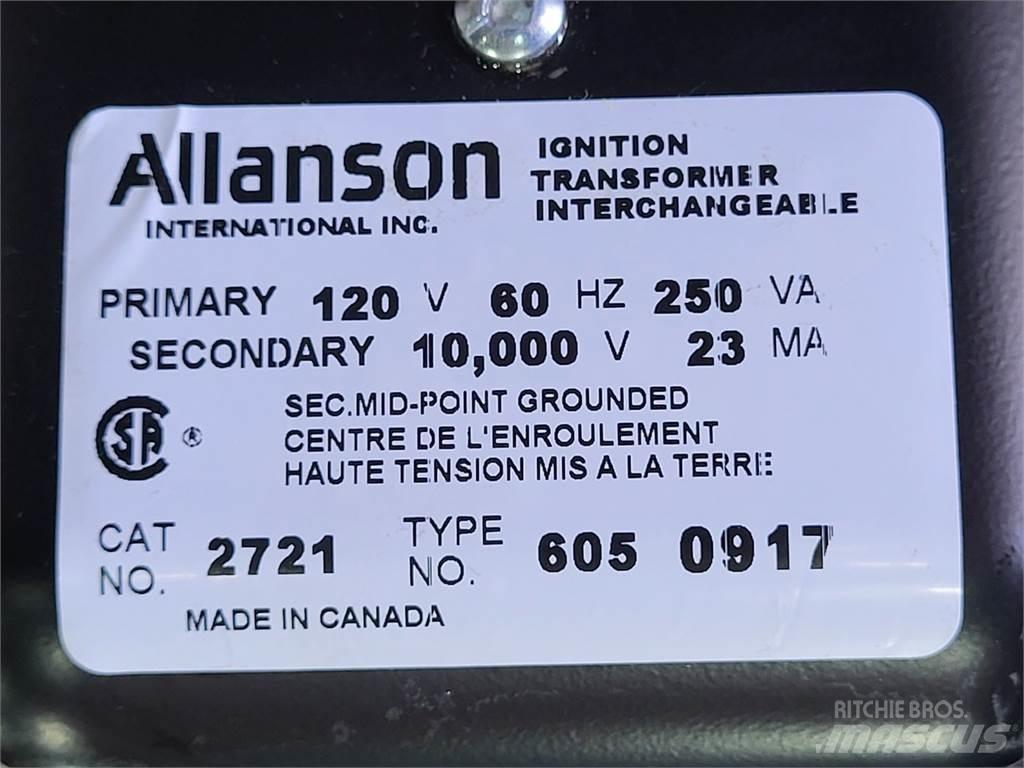 Allanson
INTERNATIONAL INC.
IGNITION
TRANSFORMER
INTERCHANGEABLE
PRIMARY 120 V 60 HZ 250 VA
SECONDARY 10,000 V 23 MA
CSA ®
SEC.MID-POINT GROUNDED
CENTRE DE L'ENROULEMENT
HAUTE TENSION MIS A LA TERRE
CAT NO. 2721 TYPE NO. 605 0917
MADE IN CANADA
RITCHIE BROS.
MASCUS